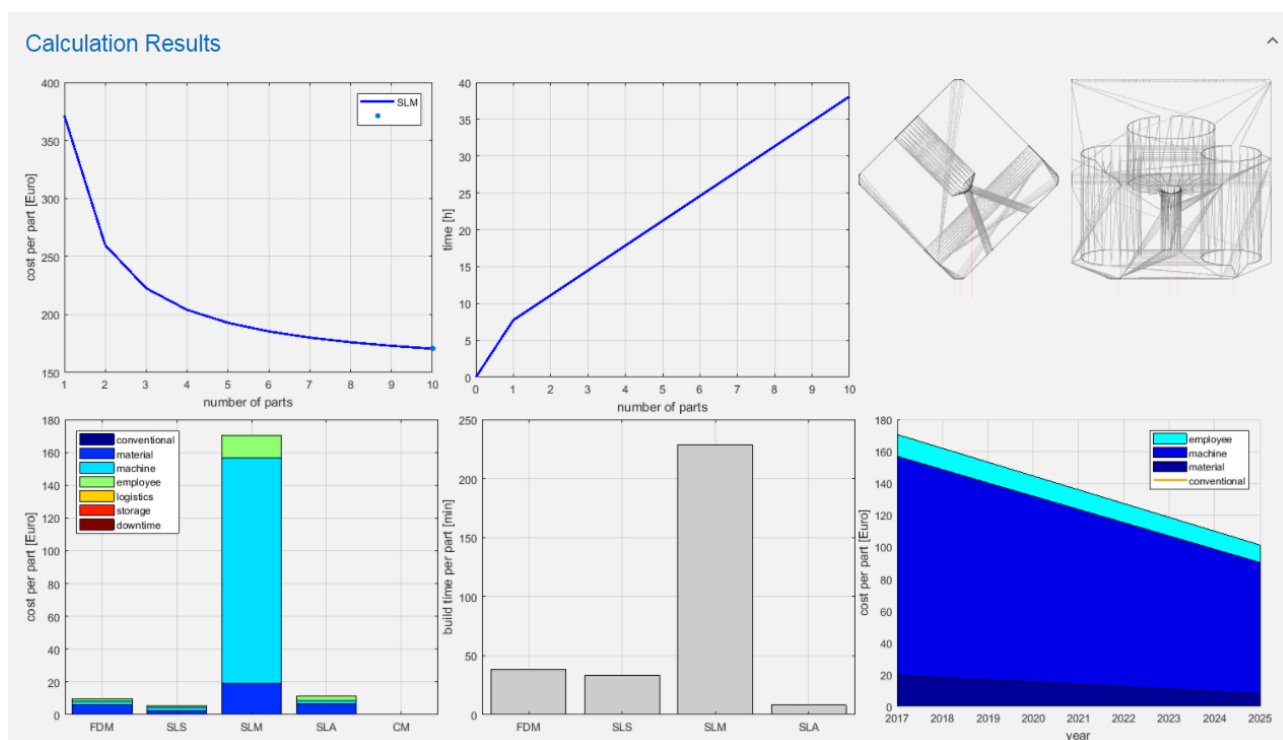 Calculation Results
400
350
300
250
200
150
cost per part [Euro]
1 2 3 4 5 6 7 8 9 10
number of parts
SLM
40
35
30
25
20
15
10
5
0
time [h]
0 1 2 3 4 5 6 7 8 9 10
number of parts
180
160
140
120
100
80
60
40
20
0
cost per part [Euro]
conventional
material
machine
employee
logistics
storage
downtime
FDM SLS SLM SLA CM
250
200
150
100
50
0
build time per part [min]
FDM SLS SLM SLA
180
160
140
120
100
80
60
40
20
0
cost per part [Euro]
employee
machine
material
conventional
2017 2018 2019 2020 2021 2022 2023 2024 2025
year